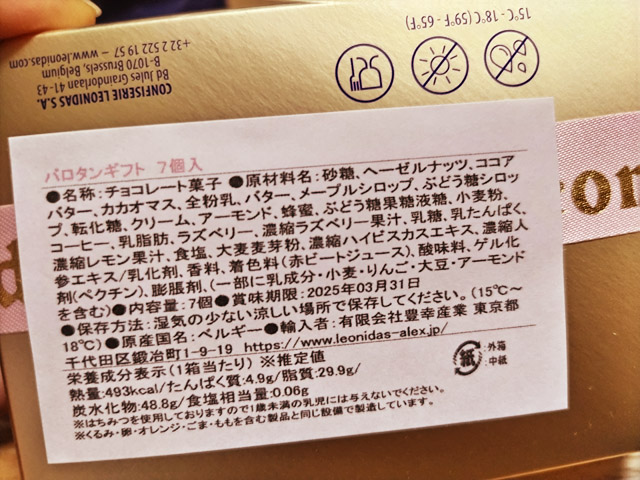 15°C - 18°C (59°F - 65°F)
CONFISERIE LEONIDAS S.A.
Bd Jules Graindorlaan 41-43
B-1070 Brussels, Belgium
+32 2 522 19 57 – www.leonidas.com
バロタンギフト 7個入
●名称:チョコレート菓子 ●原材料名:砂糖、ヘーゼルナッツ、ココア
バター、カカオマス、全粉乳、バター、メープルシロップ、ぶどう糖シロッ
プ、転化糖、クリーム、アーモンド、蜂蜜、ぶどう糖果糖液糖、小麦粉、
コーヒー、乳脂肪、ラズベリー、濃縮ラズベリー果汁、乳糖、乳たんぱく、
濃縮レモン果汁、食塩、大麦麦芽粉、濃縮ハイビスカスエキス、濃縮人
参エキス/乳化剤、香料、着色料(赤ビートジュース)、酸味料、ゲル化
剤(ペクチン)、膨脹剤、(一部に乳成分・小麦・りんご・大豆・アーモンド
を含む)●内容量:7個●賞味期限:2025年03月31日
●保存方法:湿気の少ない涼しい場所で保存してください。(15℃~
18℃)●原産国名:ベルギー●輸入者:有限会社豊幸産業 東京都
千代田区鍛冶町1-9-19 https://www.leonidas-alex.jp/
栄養成分表示(1箱当たり)※推定値
熱量:493kcal/たんぱく質:4.9g/脂質:29.9g/
炭水化物:48.8g/食塩相当量:0.06g
※はちみつを使用しておりますので1歳未満の乳児には与えないでください。
※くるみ・卵・オレンジ・ごま・ももを含む製品と同じ設備で製造しています。
紙
:外箱
:中紙
on